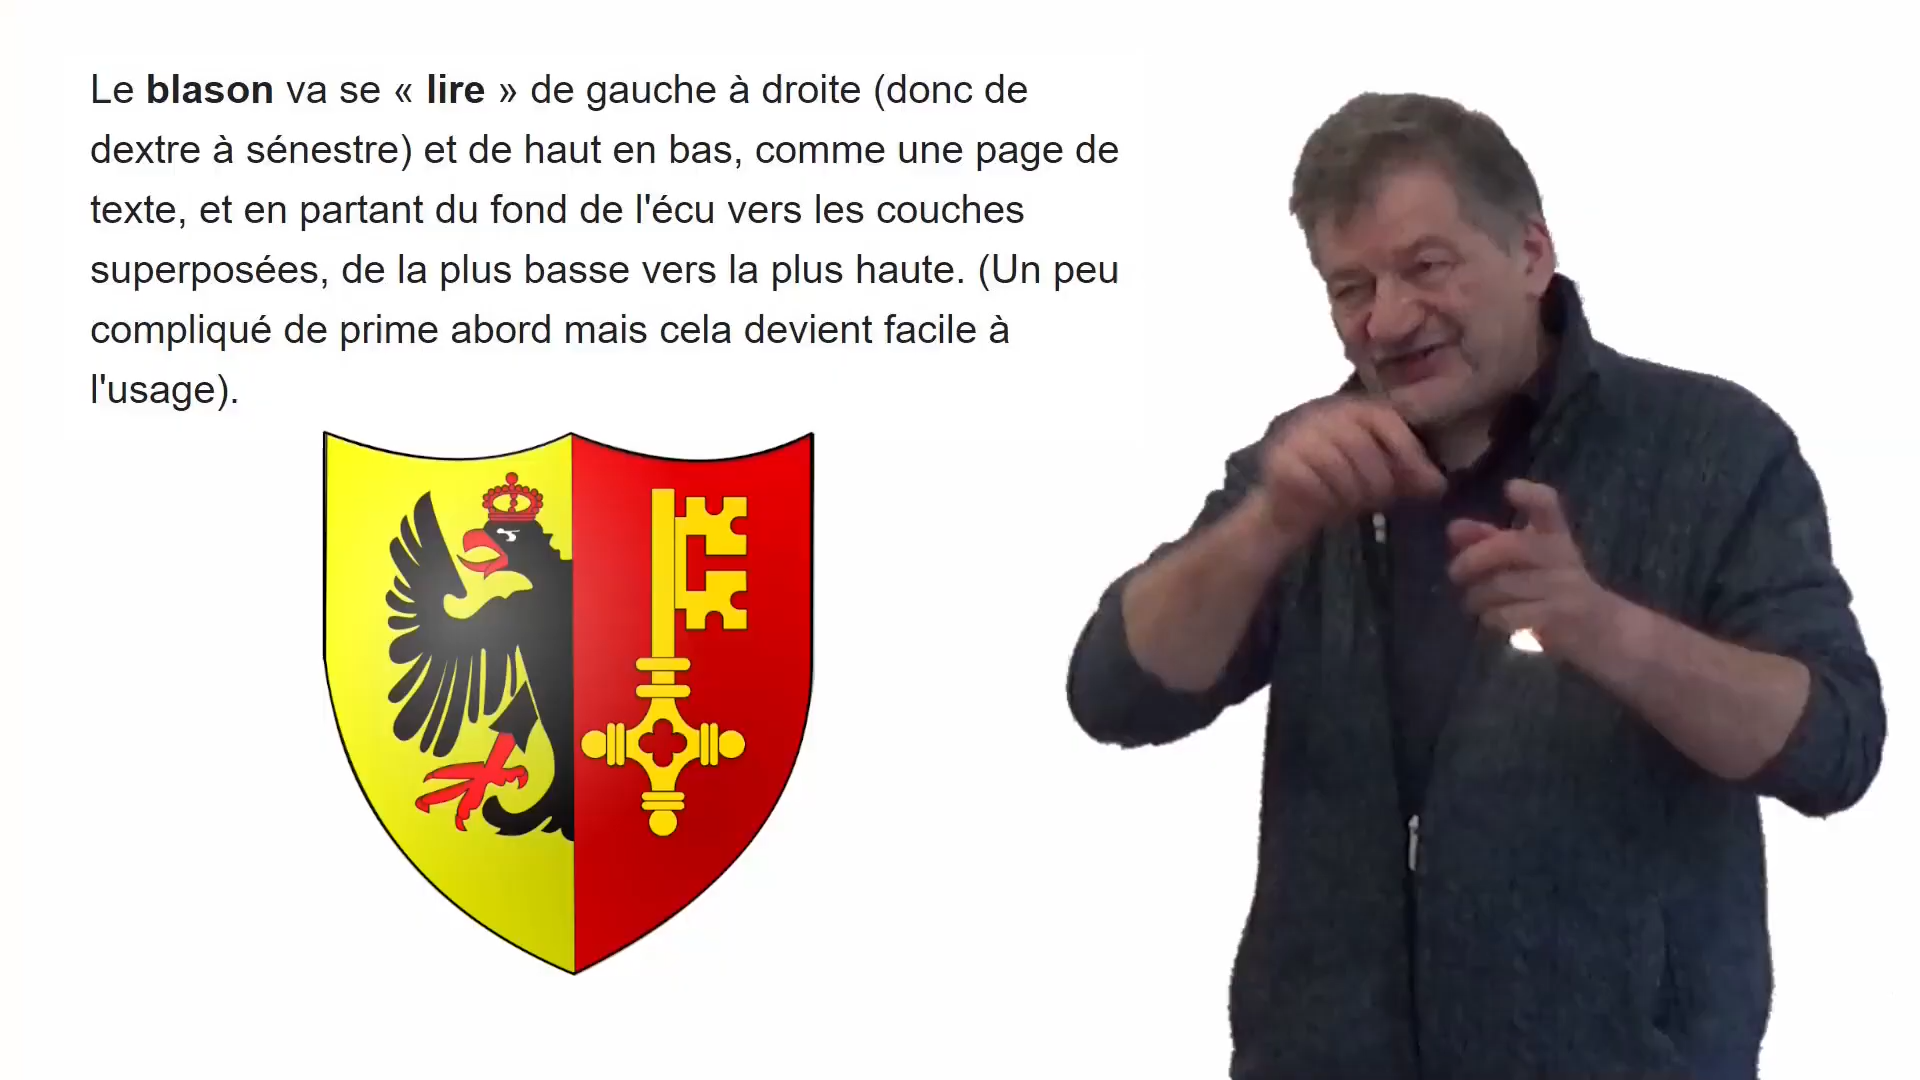 Le blason va se « lire » de gauche à droite (donc de
dextre à sénestre) et de haut en bas, comme une page de
texte, et en partant du fond de l'écu vers les couches
superposées, de la plus basse vers la plus haute. (Un peu
compliqué de prime abord mais cela devient facile à
l'usage).